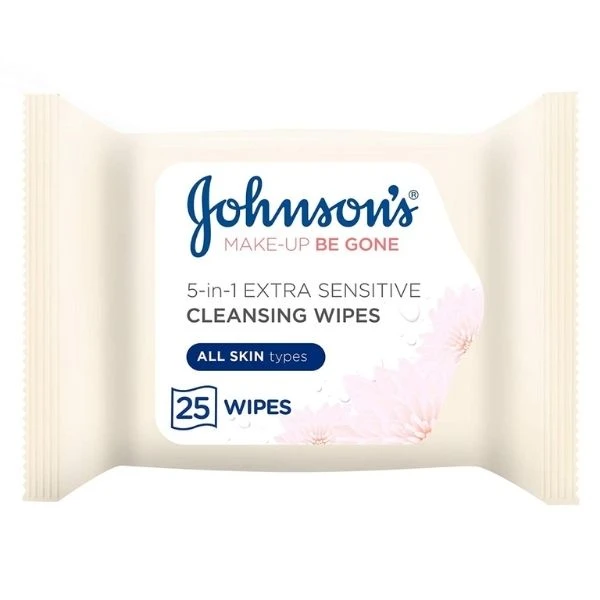 Johnson's®
MAKE-UP BE GONE
5-in-1 EXTRA SENSITIVE
CLEANSING WIPES
ALL SKIN types
25 WIPES